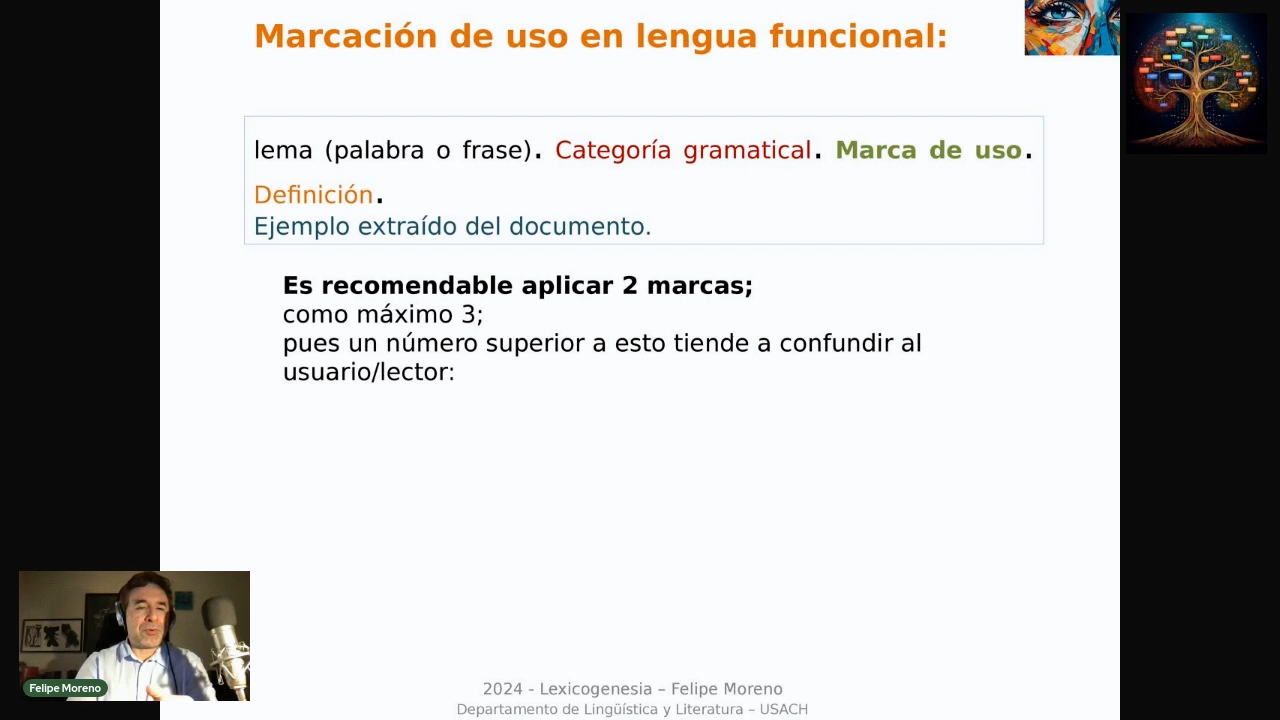 Marcación de uso en lengua funcional:
lema (palabra o frase). Categoría gramatical. Marca de uso.
Definición.
Ejemplo extraído del documento.
Es recomendable aplicar 2 marcas;
como máximo 3;
pues un número superior a esto tiende a confundir al
usuario/lector:
Felipe Moreno
2024 - Lexicogenesia – Felipe Moreno
Departamento de Lingüística y Literatura – USACH